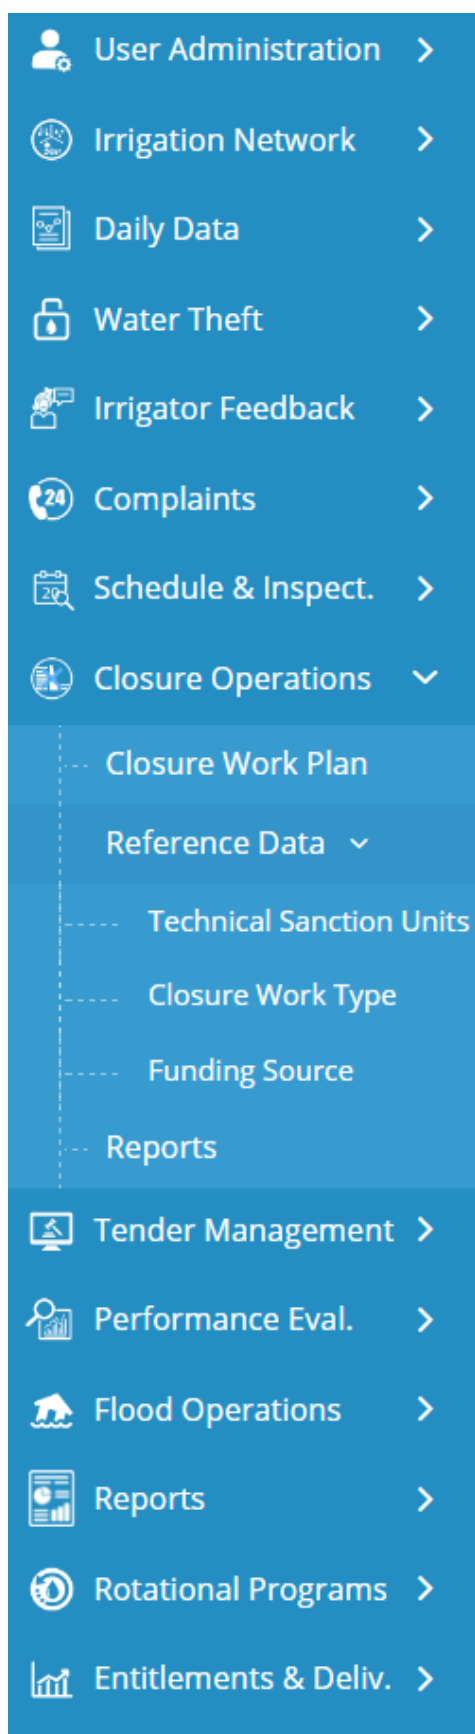 User Administration
Irrigation Network
Daily Data
Water Theft
Irrigator Feedback
24
Complaints
20
Schedule & Inspect.
Closure Operations
Closure Work Plan
Reference Data
Technical Sanction Units
Closure Work Type
Funding Source
Reports
Tender Management
Performance Eval.
Flood Operations
Reports
Rotational Programs
Entitlements & Deliv.